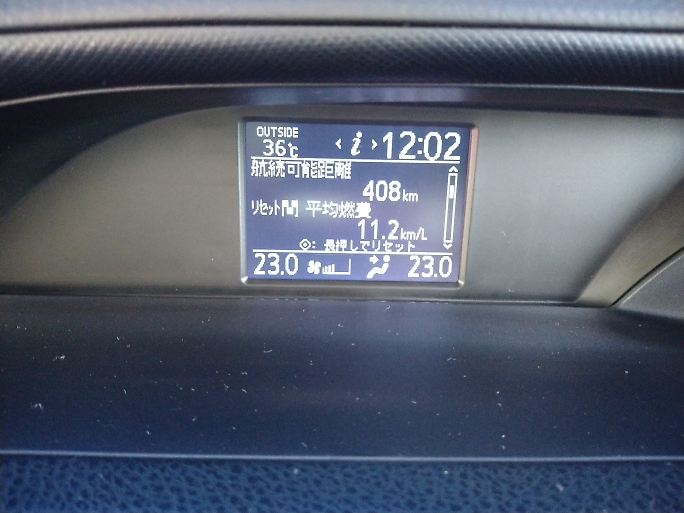 OUTSIDE
36℃ < i > 12:02
航続可能距離
408km
リセット間 平均燃費
11.2km/L
: 長押しでリセット
23.0 23.0